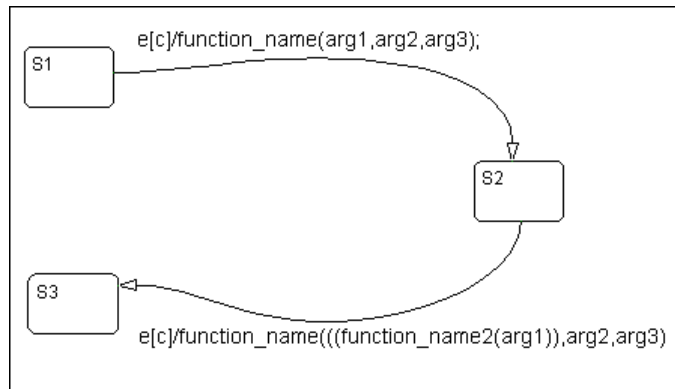 e[c]/function_name(arg1,arg2,arg3);
S1
S2
S3
e[c]/function_name(((function_name2(arg1)),arg2,arg3)